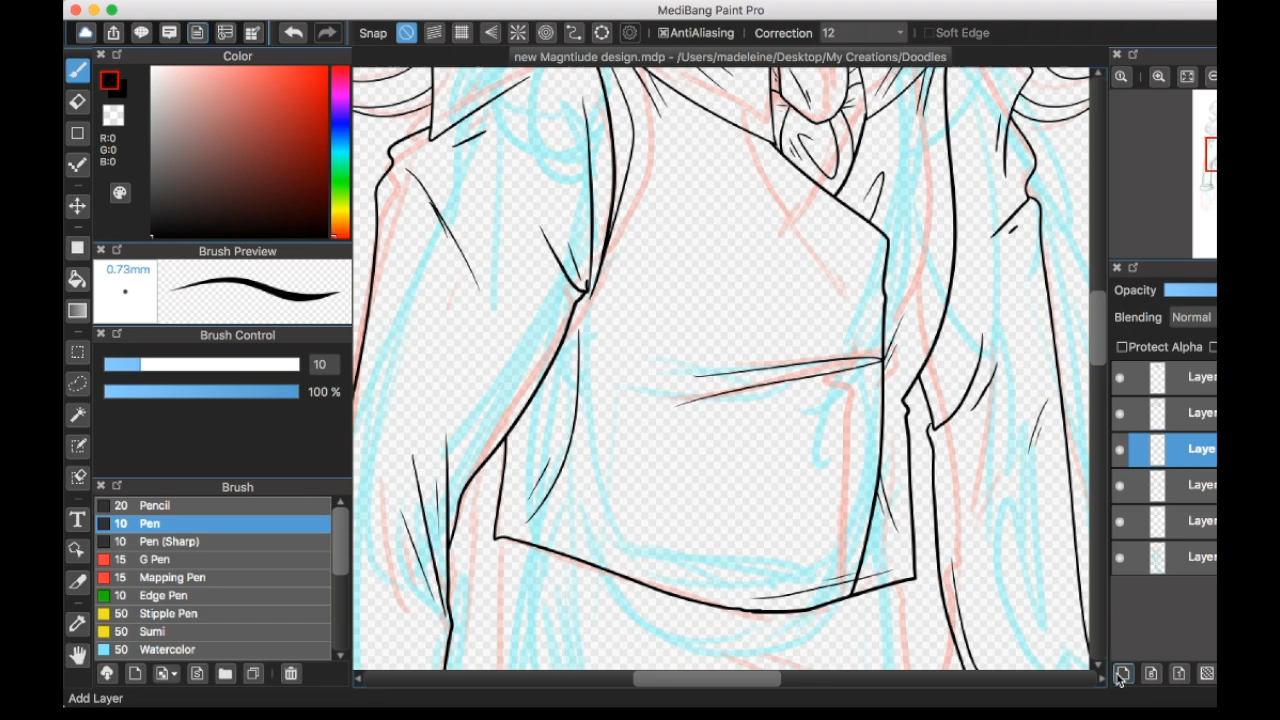 MediBang Paint Pro
Snap
AntiAliasing
Correction 12
Soft Edge
Color
new Magntiude design.mdp - /Users/madeleine/Desktop/My Creations/Doodles
R:0
G:0
B:0
Brush Preview
0.73mm
Brush Control
10
100 %
Brush
20 Pencil
10 Pen
10 Pen (Sharp)
15 G Pen
15 Mapping Pen
10 Edge Pen
50 Stipple Pen
50 Sumi
50 Watercolor
Add Layer
Opacity
Blending Normal
Protect Alpha
Layer
Layer
Laye
Layer
Layer
Layer